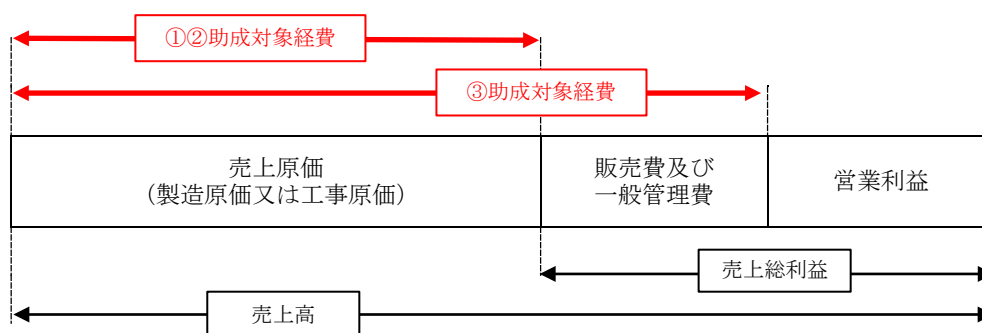 ①②助成対象経費
③助成対象経費
売上原価
（製造原価又は工事原価）
販売費及び
一般管理費
営業利益
売上総利益
売上高